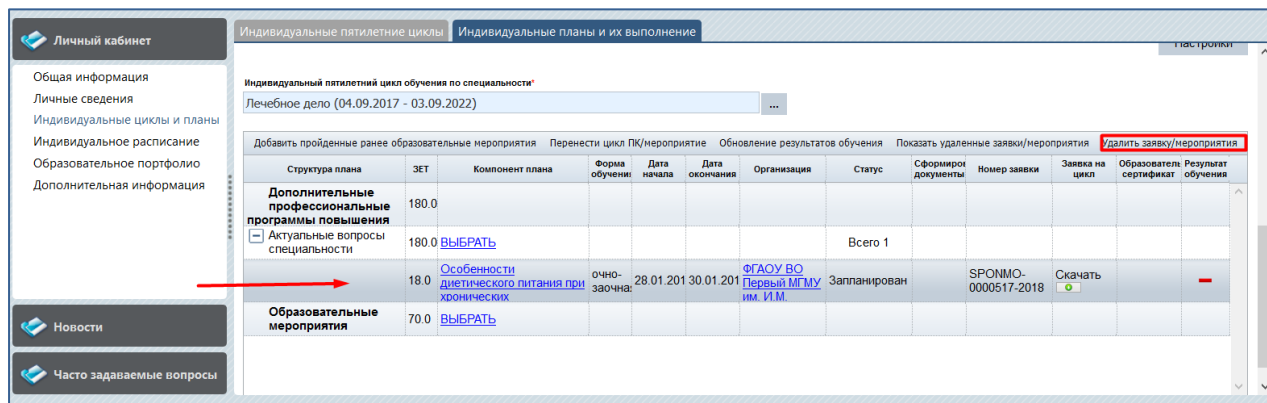 Личный кабинет
Общая информация
Личные сведения
Индивидуальные циклы и планы
Индивидуальное расписание
Образовательное портфолио
Дополнительная информация
Новости
Часто задаваемые вопросы
Индивидуальные пятилетние циклы
Индивидуальные планы и их выполнение
Настройки
Индивидуальный пятилетний цикл обучения по специальности*
Лечебное дело (04.09.2017 - 03.09.2022)
...
Добавить пройденные ранее образовательные мероприятия Перенести цикл ПК/мероприятие Обновление результатов обучения Показать удаленные заявки/мероприятия Удалить заявку/мероприятия
Структура плана
ЗЕТ
Компонент плана
Форма
обучени
Дата
начала
Дата
окончания
Организация
Статус
Сформиро
документы
Номер заявки
Заявка на
цикл
Образователь
сертификат
Результат
обучения
Дополнительные
профессиональные
программы повышения
180.0
Актуальные вопросы
специальности
180.0
ВЫБРАТЬ
Всего 1
18.0
Особенности
диетического питания при
хронических
очно-
заочна
28.01.201
30.01.201
ФГАОУ ВО
Первый МГМУ
им. И.М.
Запланирован
SPONMO-
0000517-2018
Скачать
Образовательные
мероприятия
70.0
ВЫБРАТЬ